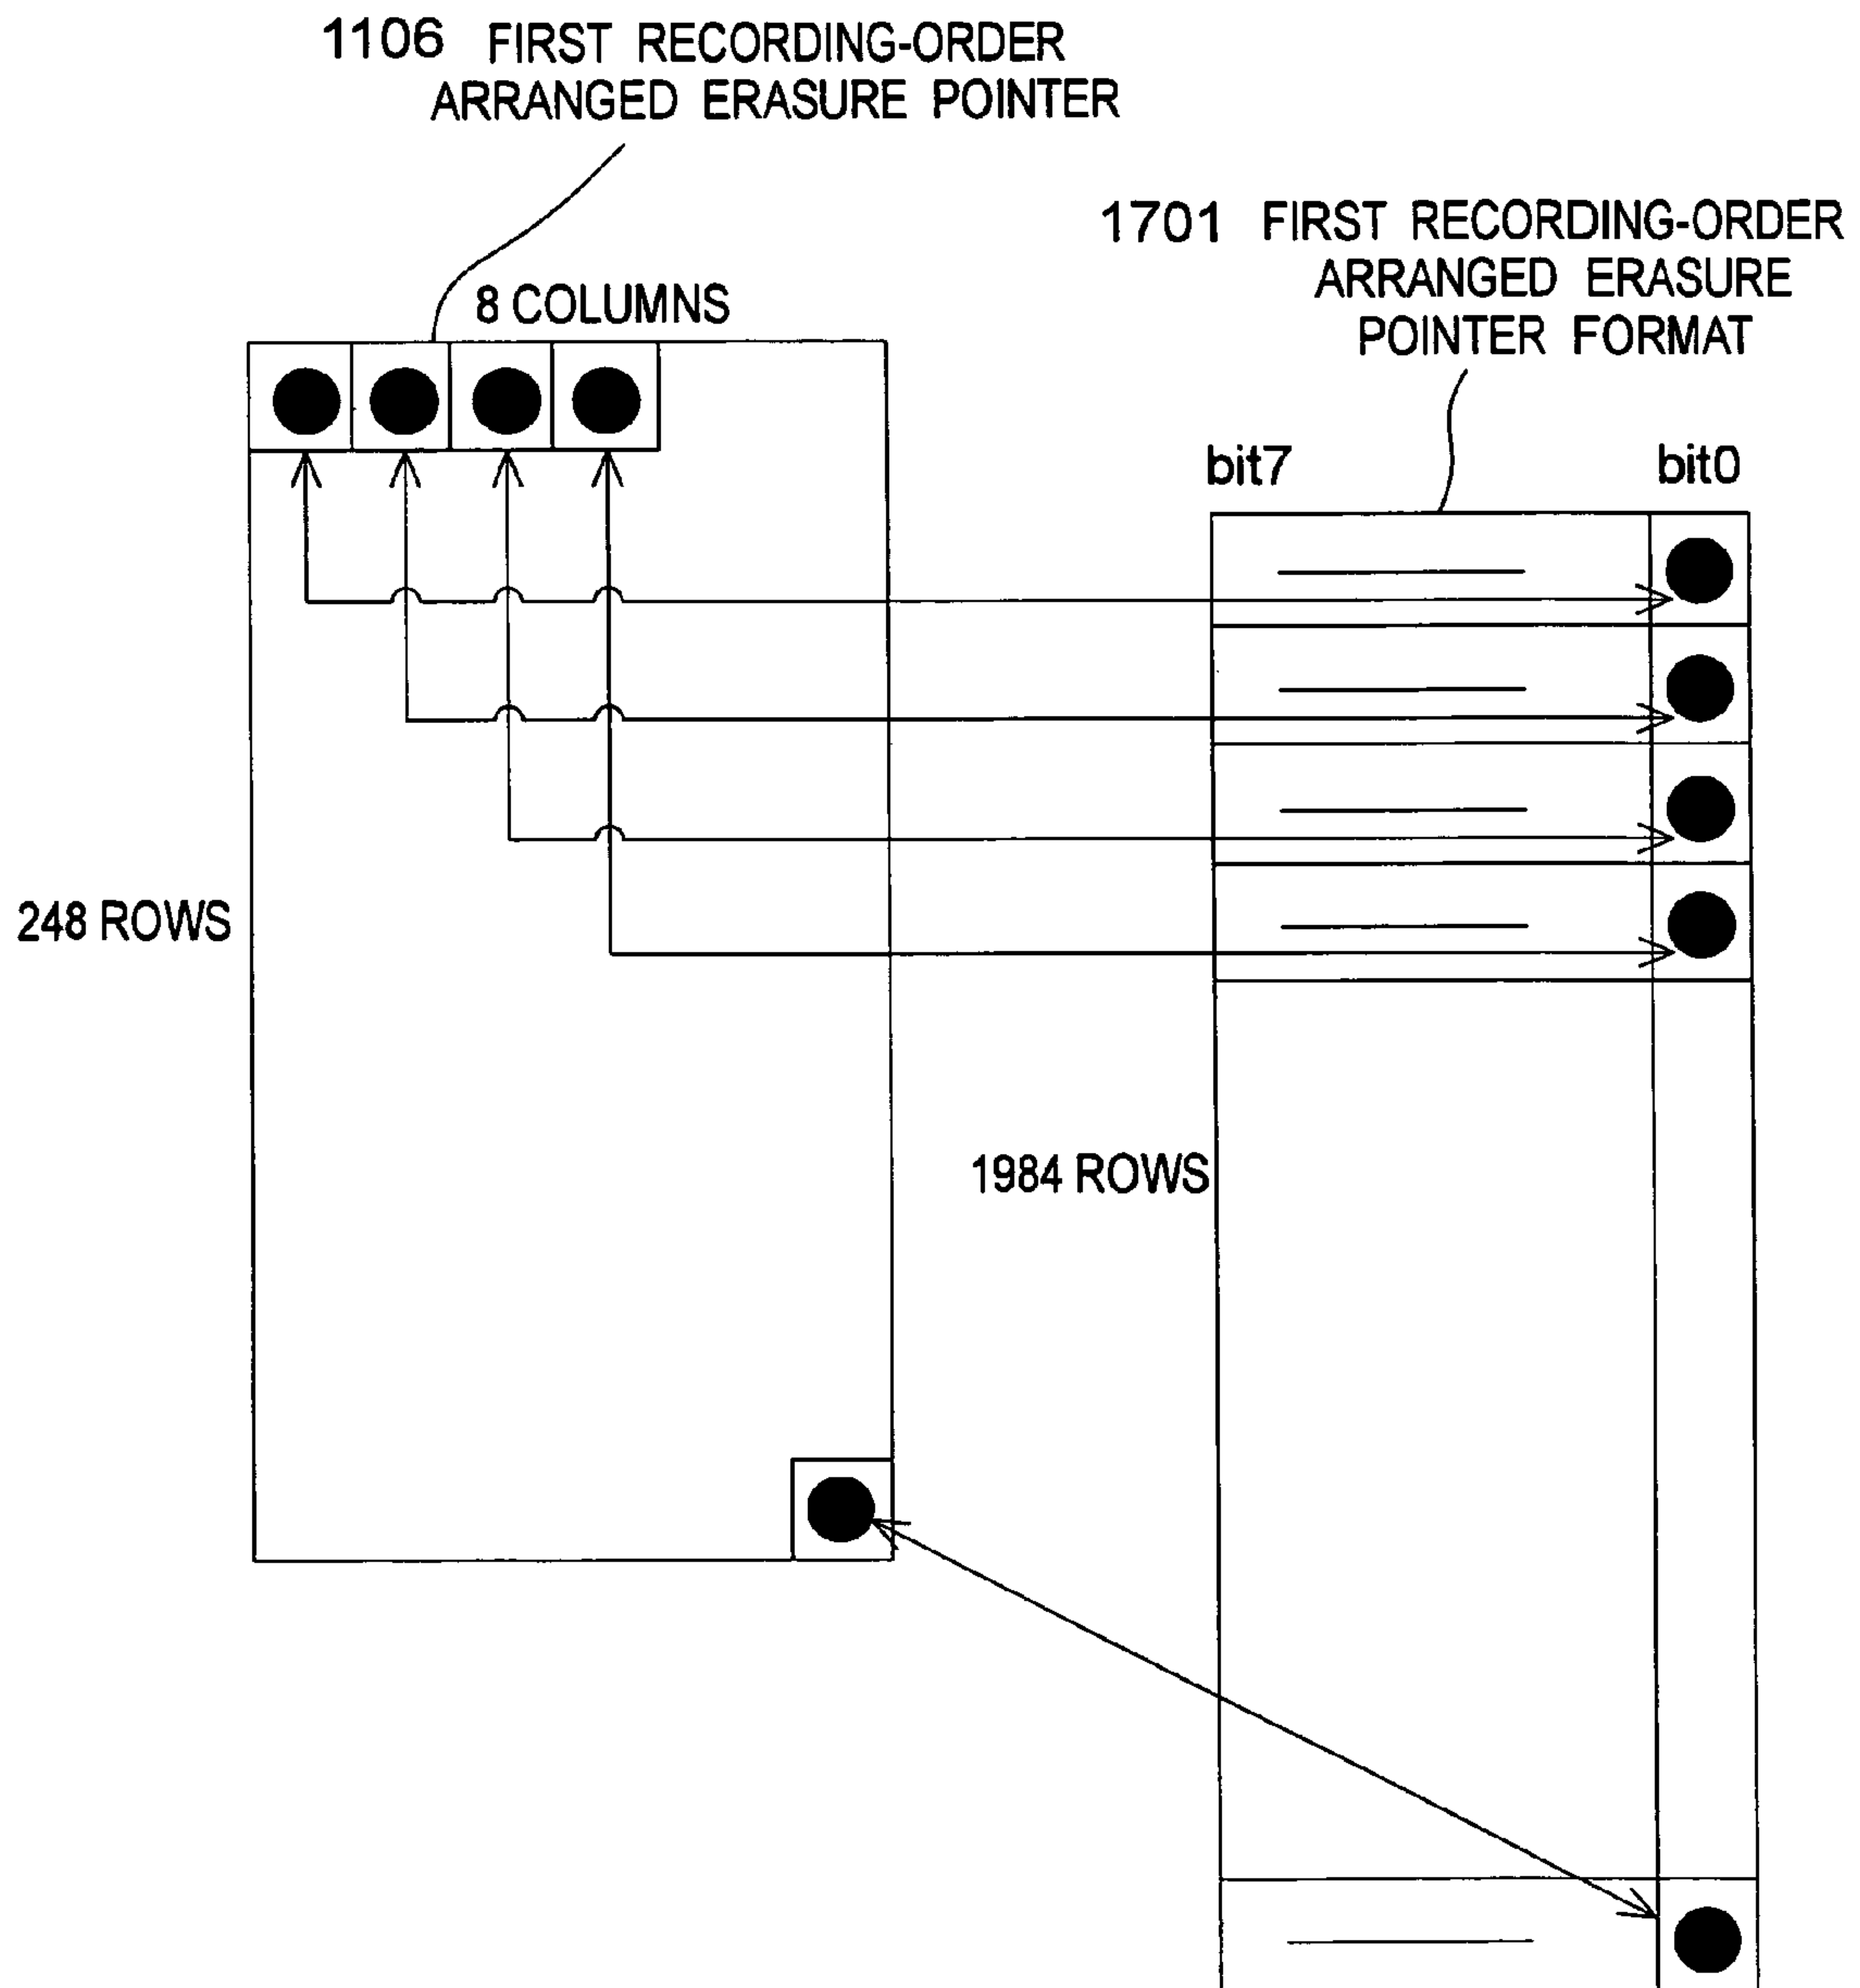 1106 FIRST RECORDING-ORDER
ARRANGED ERASURE POINTER
1701 FIRST RECORDING-ORDER
ARRANGED ERASURE
POINTER FORMAT
8 COLUMNS
bit7 bit0
248 ROWS
1984 ROWS